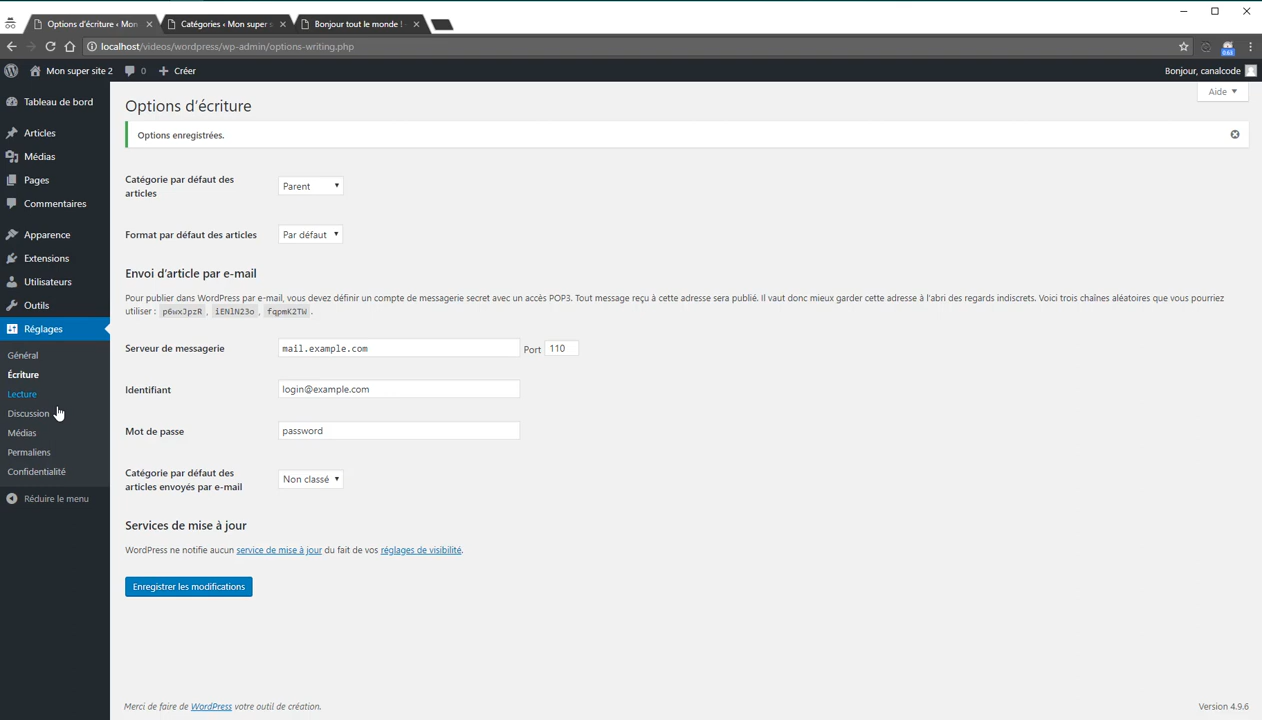 Options d'écriture ‹ Mon
Catégories ‹ Mon super s
Bonjour tout le monde !
localhost/videos/wordpress/wp-admin/options-writing.php
Mon super site 2
0
Créer
Bonjour, canalcode
Tableau de bord
Articles
Médias
Pages
Commentaires
Apparence
Extensions
Utilisateurs
Outils
Réglages
Général
Écriture
Lecture
Discussion
Médias
Permaliens
Confidentialité
Réduire le menu
Aide
Options d'écriture
Options enregistrées.
Catégorie par défaut des
articles
Parent
Format par défaut des articles
Par défaut
Envoi d'article par e-mail
Pour publier dans WordPress par e-mail, vous devez définir un compte de messagerie secret avec un accès POP3. Tout message reçu à cette adresse sera publié. Il vaut donc mieux garder cette adresse à l'abri des regards indiscrets. Voici trois chaînes aléatoires que vous pourriez
utiliser : p6wxJpzR, iENlN23o, fqpmK2TW.
Serveur de messagerie
mail.example.com
Port 110
Identifiant
login@example.com
Mot de passe
password
Catégorie par défaut des
articles envoyés par e-mail
Non classé
Services de mise à jour
WordPress ne notifie aucun service de mise à jour du fait de vos réglages de visibilité.
Enregistrer les modifications
Merci de faire de WordPress votre outil de création.
Version 4.9.6